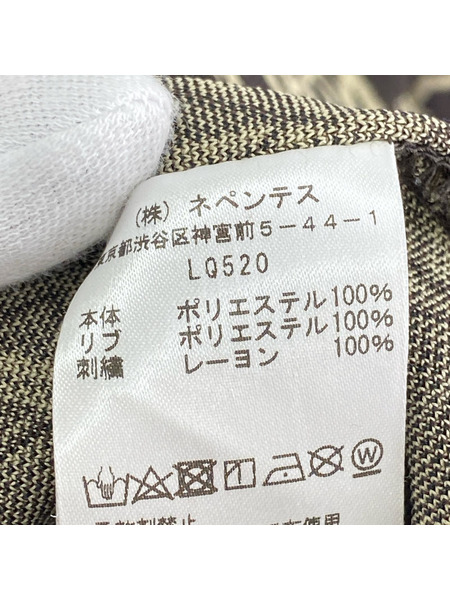 (株) ネペンテス
東京都渋谷区神宮前5-44-1
LQ520
本体 ポリエステル100%
リブ ポリエステル100%
刺繍 レーヨン 100%